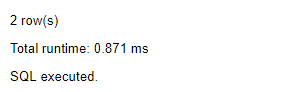 2 row(s)
Total runtime: 0.871 ms
SQL executed.